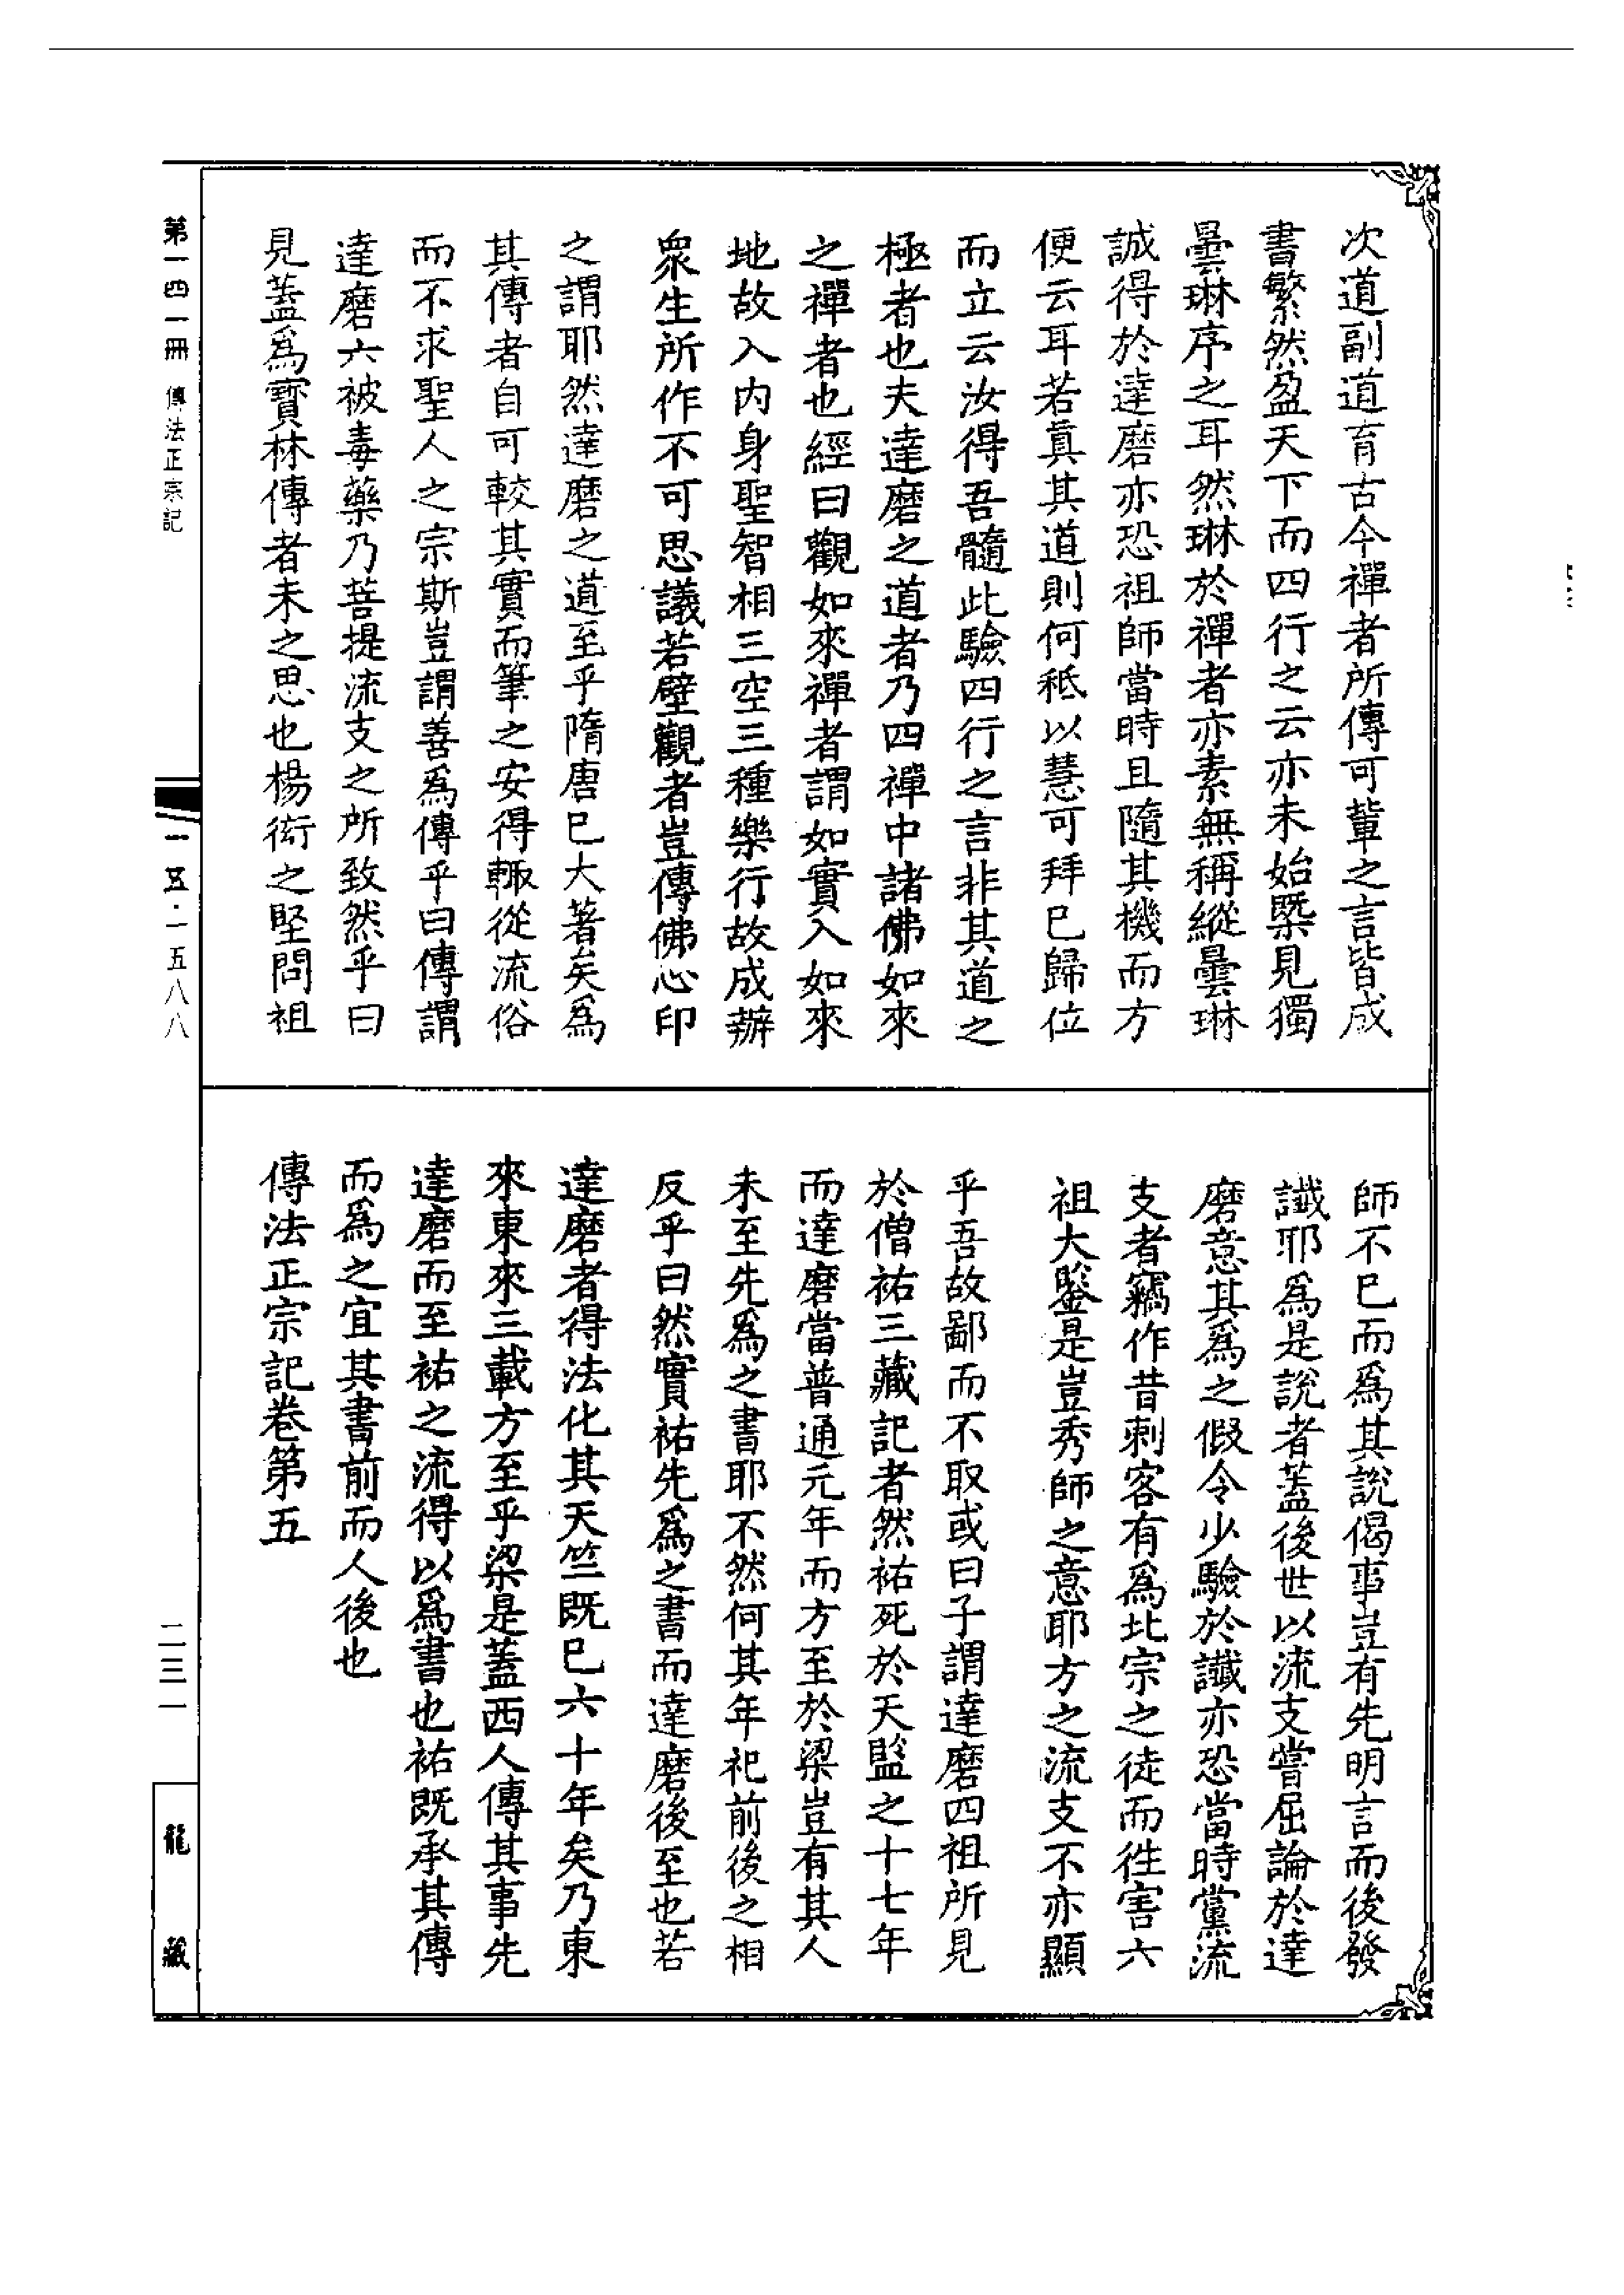 次道副道育古今禪者所傳可輩之言皆成
書繁然盈天下而四行之云亦未始槩見獨
曇琳序之耳然琳於禪者亦素無稱縱曇琳
誠得於達磨亦恐祖師當時且隨其機而方
便云耳若真其道則何秪以慧可拜已歸位
而立云汝得吾髓此驗四行之言非其道之
極者也夫達磨之道者乃四禪中諸佛如來
之禪者也經曰觀如來禪者謂如實入如來
地故入内身聖智相三空三種樂行故成辦
眾生所作不可思議若壁觀者豈傳佛心印
之謂耶然達磨之道至乎隋唐已大著矣為
其傳者自可較其實而筆之安得輙從流俗
而不求聖人之宗斯豈謂善為傳乎曰傳謂
達磨六被毒藥乃菩提流支之所致然乎曰
見蓋為寶林傳者未之思也楊衒之堅問祖
師不已而為其說偈事豈有先明言而後發
讖耶為是說者蓋後世以流支嘗屈論於達
磨意其為之假令少驗於讖亦恐當時黨流
支者竊作昔刺客有為北宗之徒而徃害六
祖大鑒是豈秀師之意耶方之流支不亦顯
乎吾故鄙而不取或曰子謂達磨四祖所見
於僧祐三藏記者然祐死於天監之十七年
而達磨當普通元年而方至於梁豈有其人
未至先為之書耶不然何其年祀前後之相
反乎曰然實祐先為之書而達磨後至也若
達磨者得法化其天竺既已六十年矣乃東
來東來三載方至乎梁是蓋西人傳其事先
達磨而至祐之流得以為書也祐既承其傳
而為之宜其書前而人後也
傳法正宗記卷第五
第一四一冊 傳法正宗記
一五·一五八八
二三一
龍藏